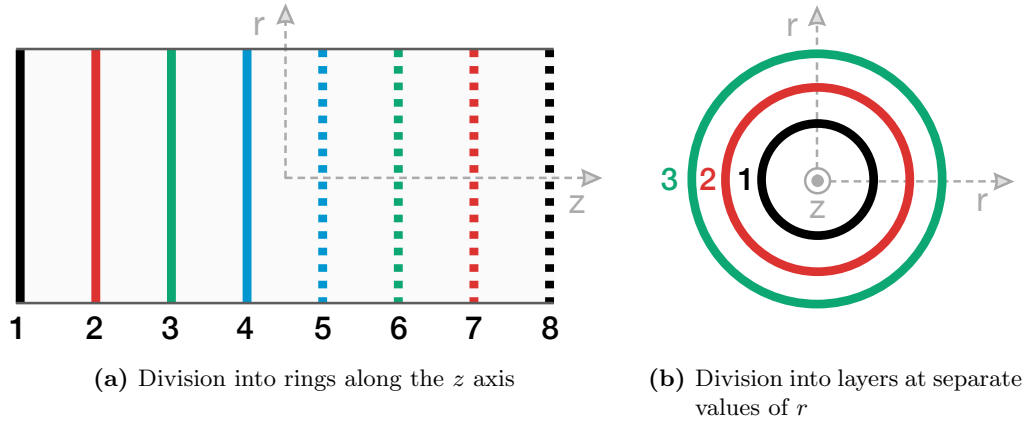 r
z
1 2 3 4 5 6 7 8
(a) Division into rings along the z axis
r
3 2 1
z
r
(b) Division into layers at separate
values of r